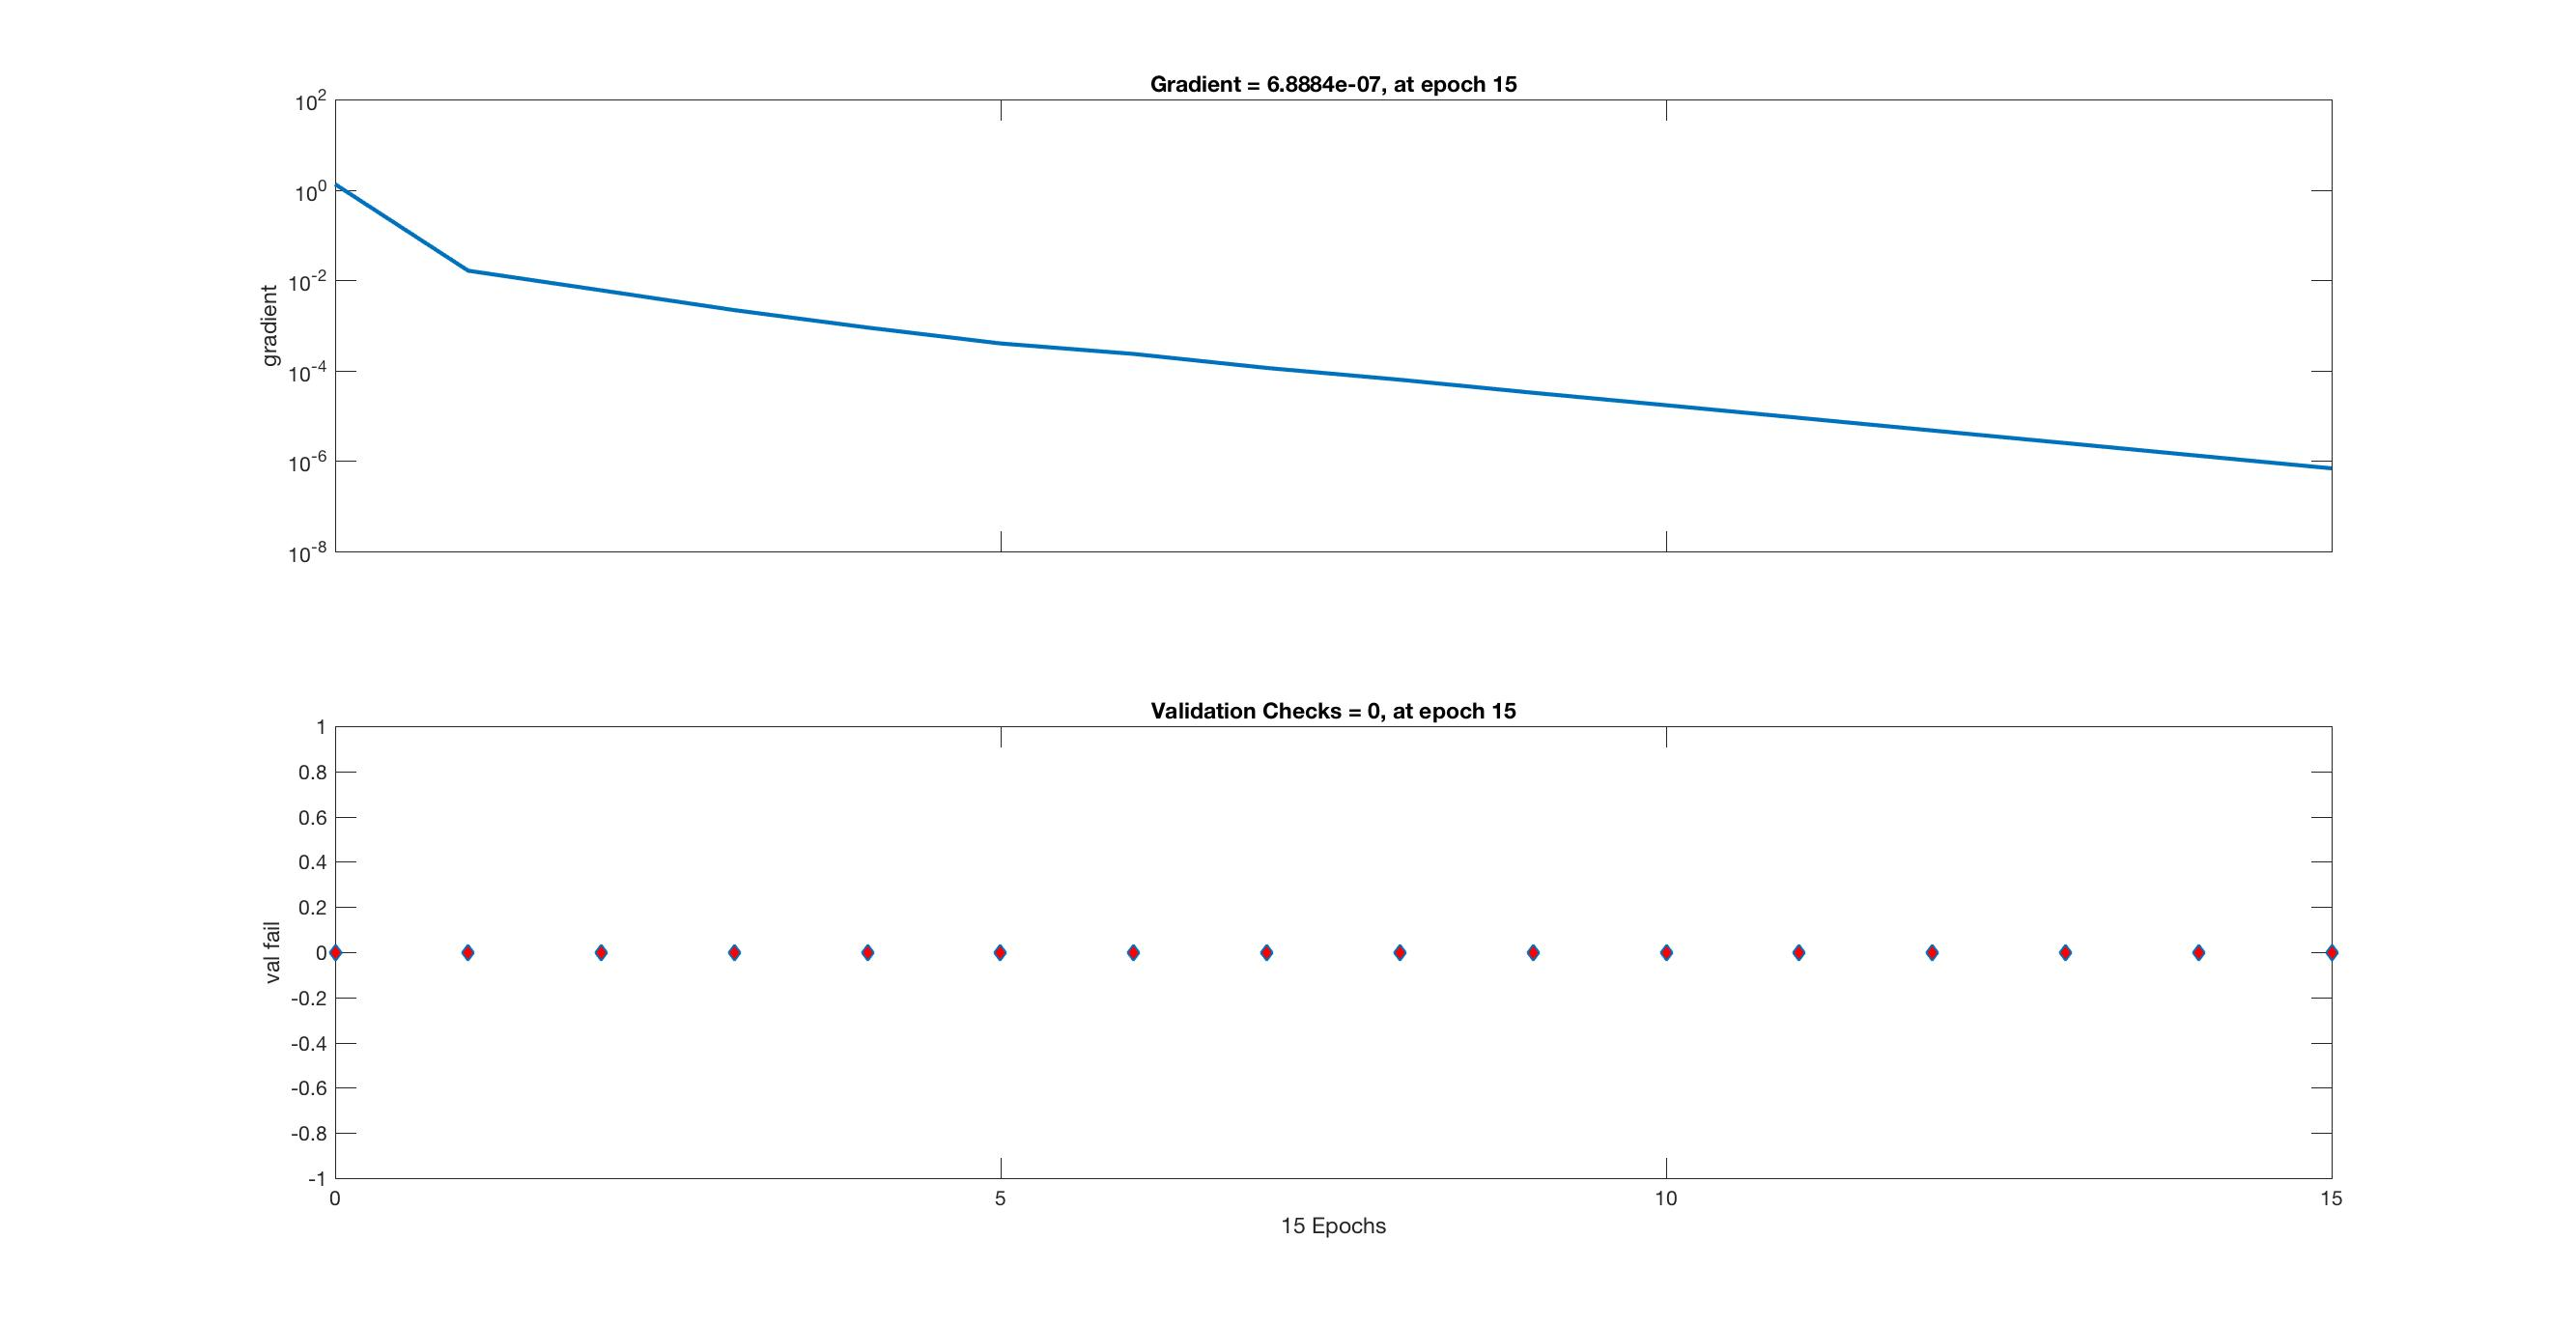 Gradient = 6.8884e-07, at epoch 15
10^2
10^0
10^-2
10^-4
10^-6
10^-8
gradient
Validation Checks = 0, at epoch 15
1
0.8
0.6
0.4
0.2
0
-0.2
-0.4
-0.6
-0.8
-1
val fail
0 5 10 15
15 Epochs